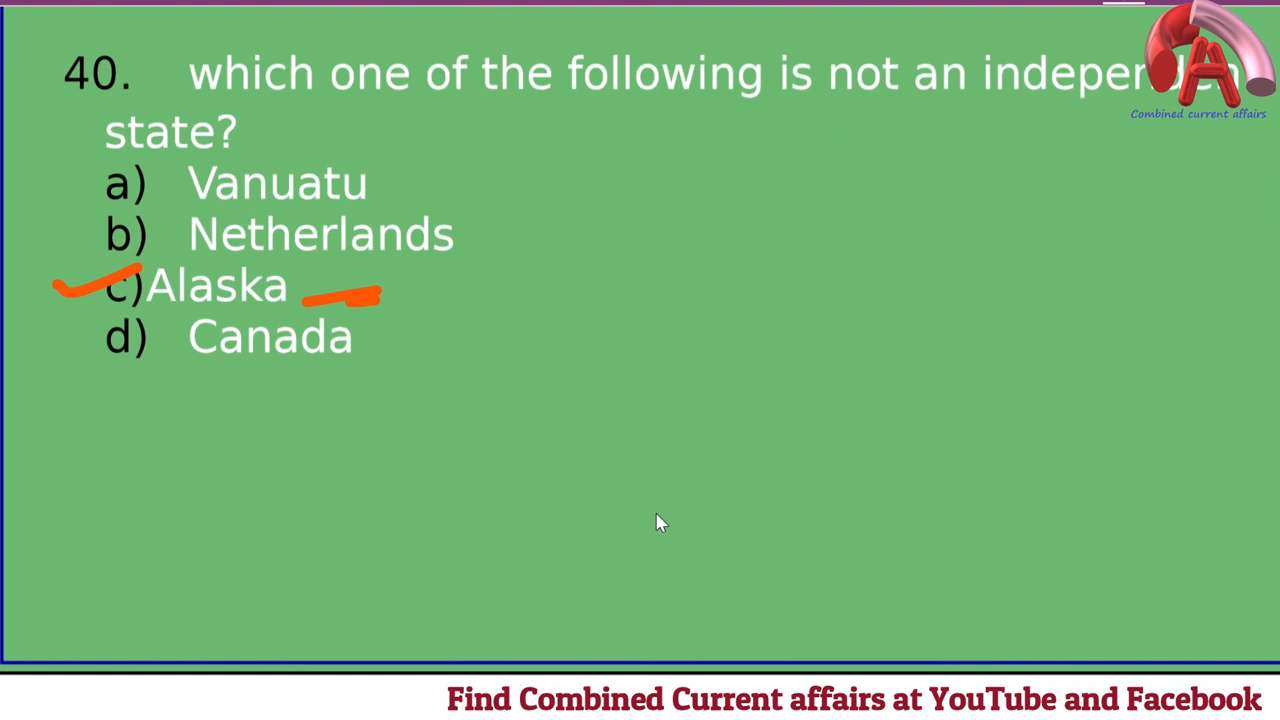 40. which one of the following is not an independen
state?
a) Vanuatu
b) Netherlands
c)Alaska
d) Canada
Combined current affairs
Find Combined Current affairs at YouTube and Facebook